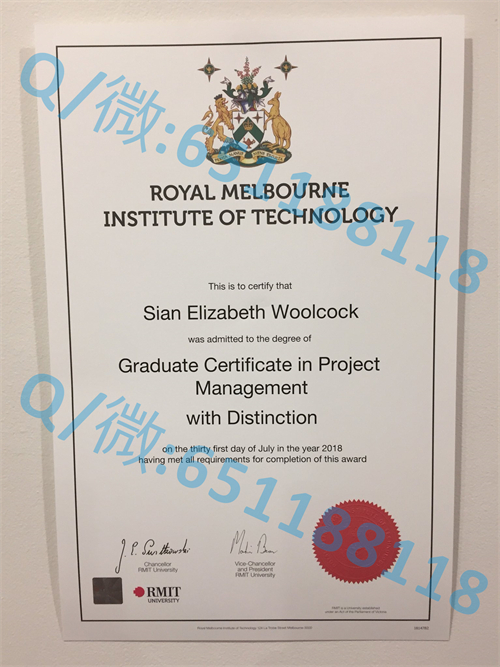 ROYAL MELBOURNE
INSTITUTE OF TECHNOLOGY
This is to certify that
Sian Elizabeth Woolcock
was admitted to the degree of
Graduate Certificate in Project
Management
with Distinction
on the thirty first day of July in the year 2018
having met all requirements for completion of this award
Chancellor
RMIT University
Vice-Chancellor
and President
RMIT University
RMIT
UNIVERSITY
Q/微:651188118
Q/微:651188118